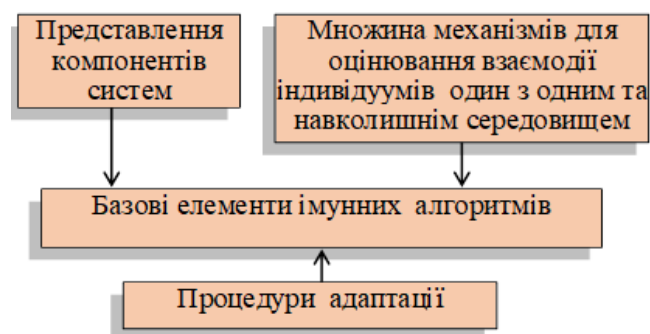 Представлення
компонентів
систем
Множина механізмів для
оцінювання взаємодії
індивідуумів один з одним та
навколишнім середовищем
Базові елементи імунних алгоритмів
Процедури адаптації